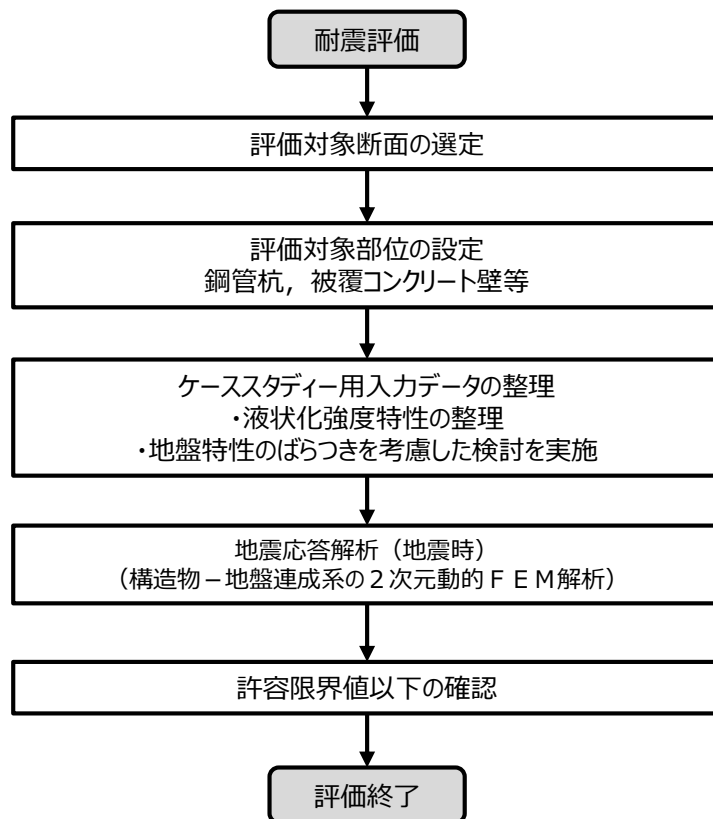 耐震評価
評価対象断面の選定
評価対象部位の設定
鋼管杭，被覆コンクリート壁等
ケーススタディー用入力データの整理
・液状化強度特性の整理
・地盤特性のばらつきを考慮した検討を実施
地震応答解析（地震時）
（構造物－地盤連成系の２次元動的ＦＥＭ解析）
許容限界値以下の確認
評価終了